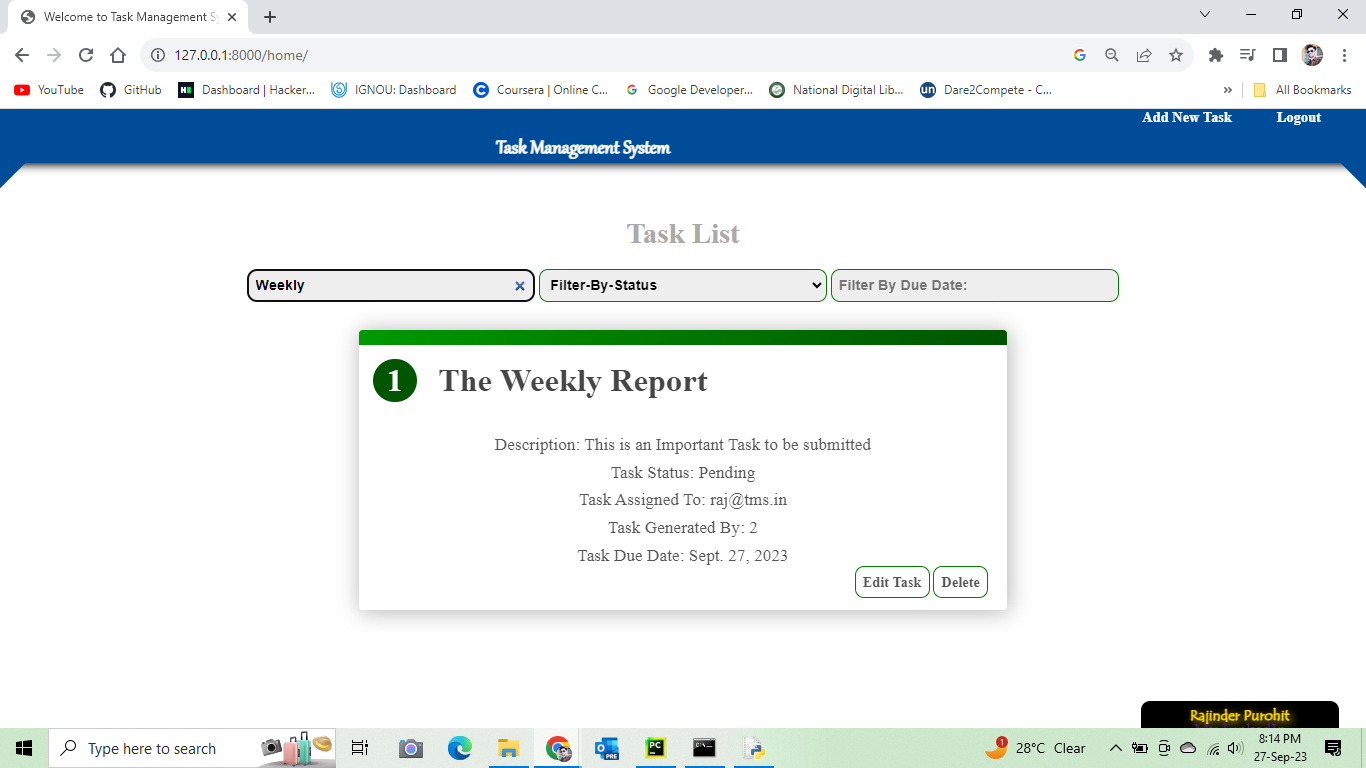 Welcome to Task Management S
127.0.0.1:8000/home/
YouTube
GitHub
Dashboard | Hacker...
IGNOU: Dashboard
Coursera | Online C...
Google Developer...
National Digital Lib...
Dare2Compete - C...
»
All Bookmarks
Add New Task
Logout
Task Management System
Task List
Weekly
Filter-By-Status
Filter By Due Date:
1 The Weekly Report
Description: This is an Important Task to be submitted
Task Status: Pending
Task Assigned To: raj@tms.in
Task Generated By: 2
Task Due Date: Sept. 27, 2023
Edit Task
Delete
Rajinder Purohit
Type here to search
1
28°C Clear
8:14 PM
27-Sep-23